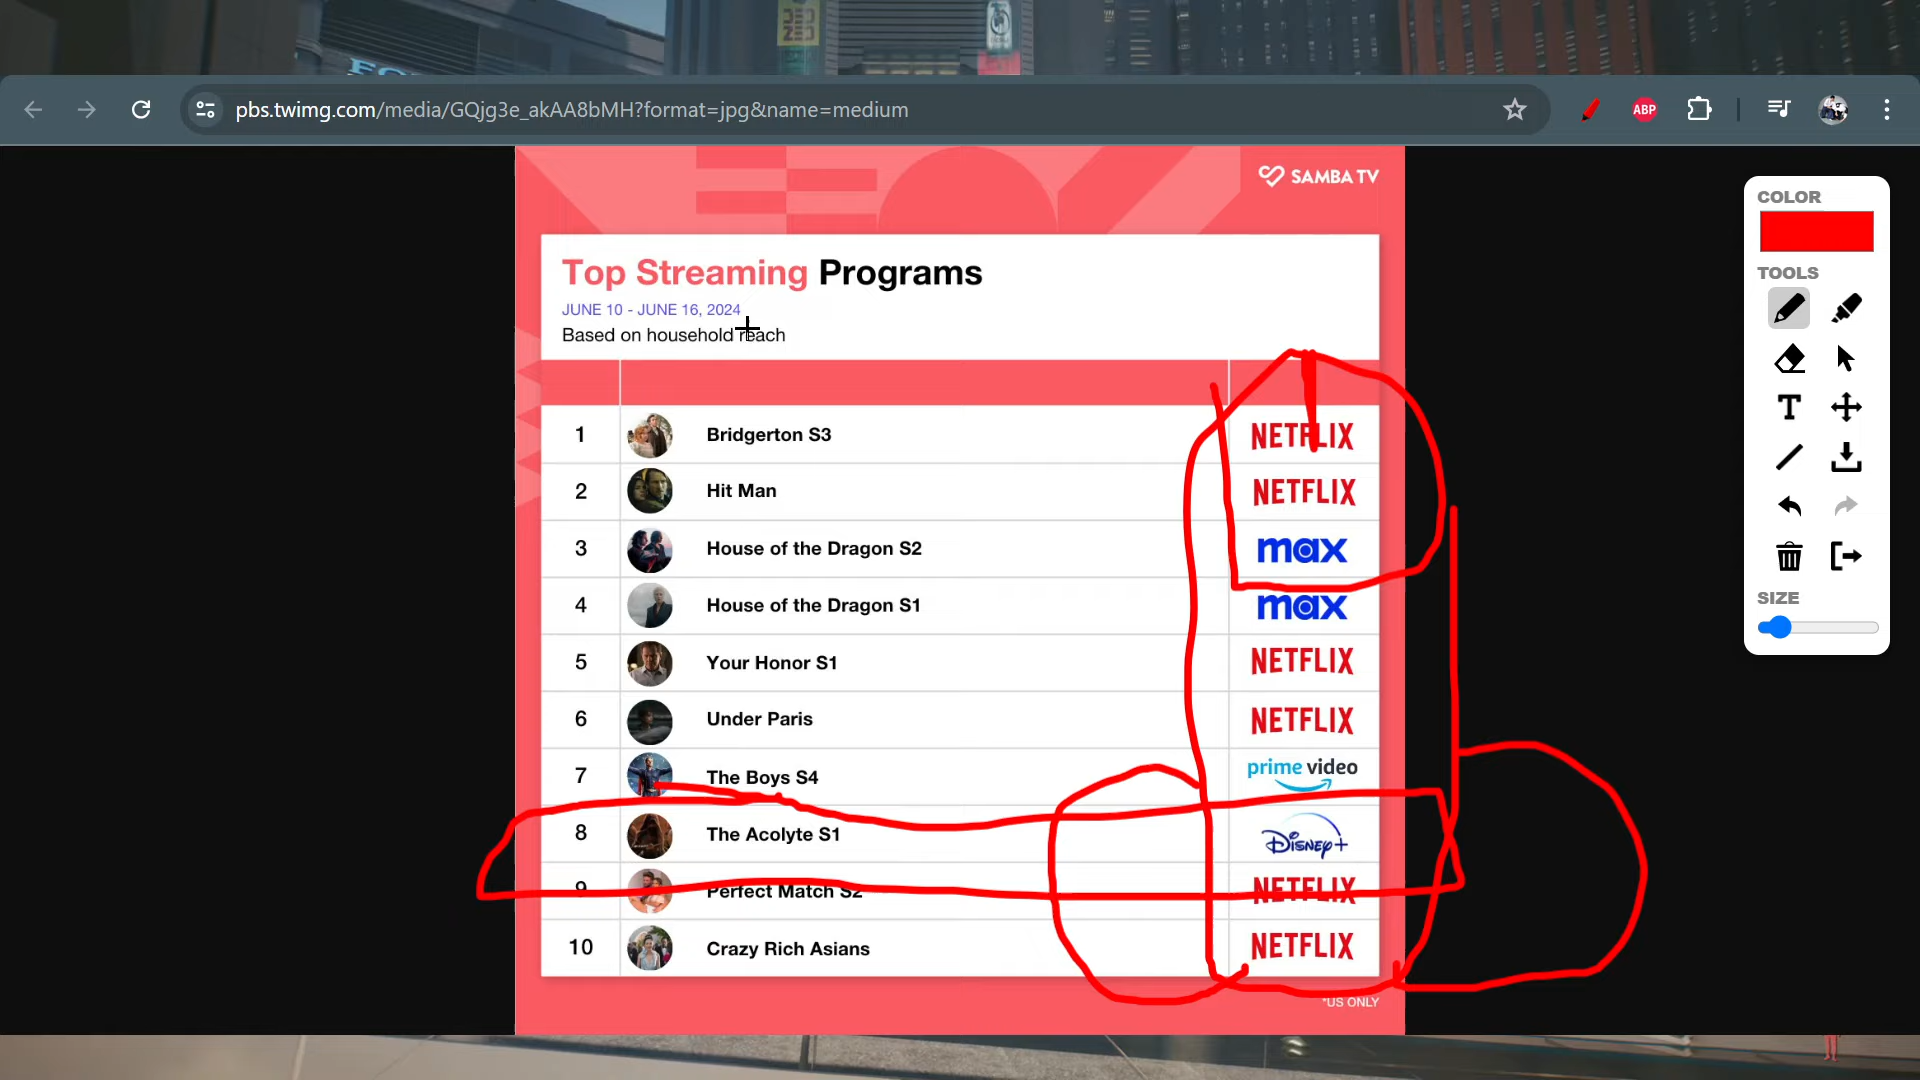 pbs.twimg.com/media/GQjg3e_akAA8bMH?format=jpg&name=medium
ABP
SAMBA TV
Top Streaming Programs
JUNE 10 - JUNE 16, 2024
Based on household reach
1 Bridgerton S3 NETFLIX
2 Hit Man NETFLIX
3 House of the Dragon S2 max
4 House of the Dragon S1 max
5 Your Honor S1 NETFLIX
6 Under Paris NETFLIX
7 The Boys S4 prime video
8 The Acolyte S1 Disney+
9 Perfect Match S2 NETFLIX
10 Crazy Rich Asians NETFLIX
*US ONLY
COLOR
TOOLS
T
SIZE